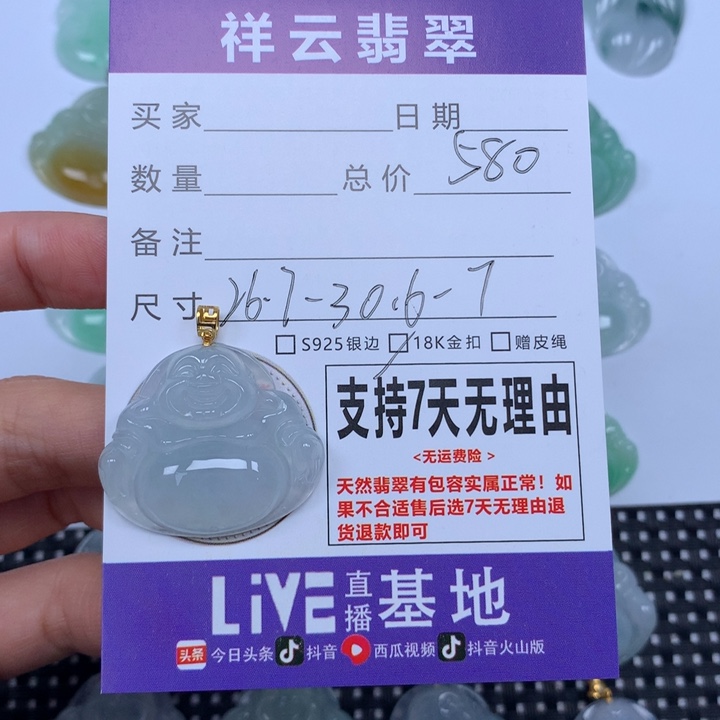 祥云翡翠
买家 日期
数量 总价 580
备注
尺寸 26.7-30.6-7
S925银边 18K金扣 赠皮绳
支持7天无理由
<无运费险 >
天然翡翠有包容实属正常！如
果不合适售后选7天无理由退
货退款即可
LiVE直播基地
头条 今日头条 抖音 西瓜视频 抖音火山版